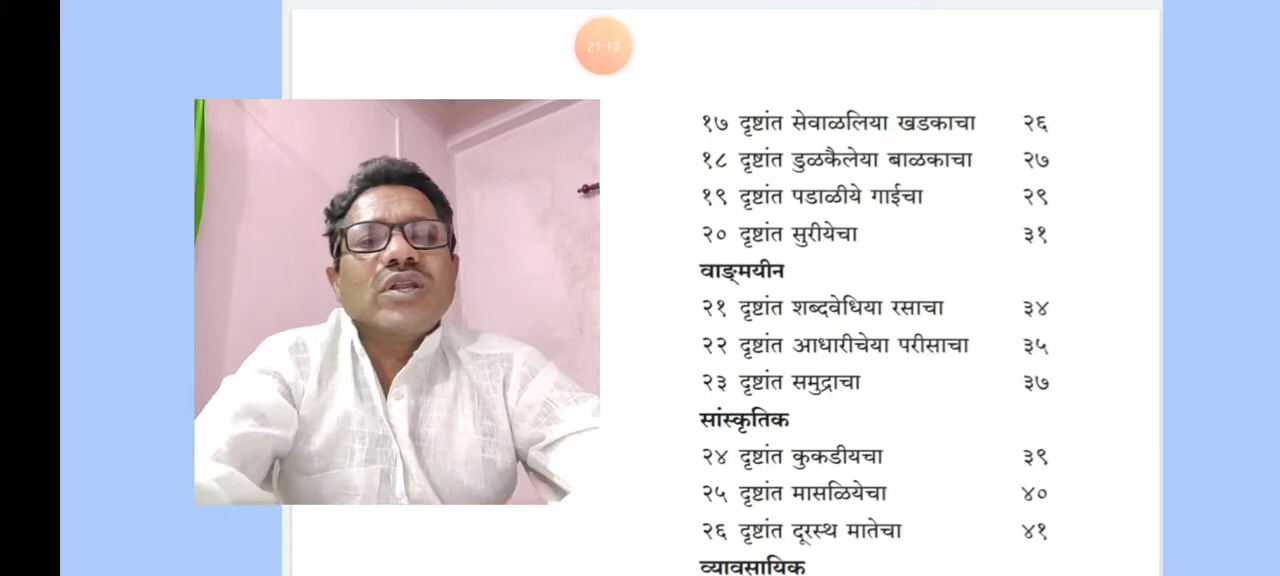 21:13
१७ दृष्टांत सेवाळलिया खडकाचा २६
१८ दृष्टांत डुळकैलेया बाळकाचा २७
१९ दृष्टांत पडाळीये गाईचा २९
२० दृष्टांत सुरीयेचा ३१
वाङ्मयीन
२१ दृष्टांत शब्दवेधिया रसाचा ३४
२२ दृष्टांत आधारीचेया परीसाचा ३५
२३ दृष्टांत समुद्राचा ३७
सांस्कृतिक
२४ दृष्टांत कुकडीयचा ३९
२५ दृष्टांत मासळियेचा ४०
२६ दृष्टांत दूरस्थ मातेचा ४१
व्यावसायिक